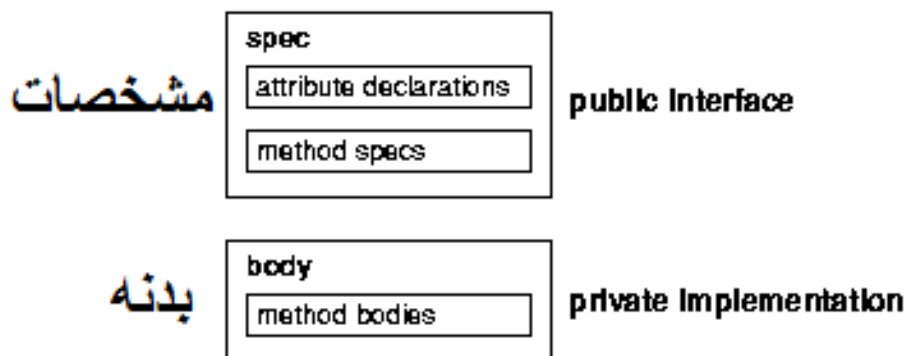 spec
attribute declarations
مشخصات
public interface
method specs
body
بدنه
method bodies
private implementation